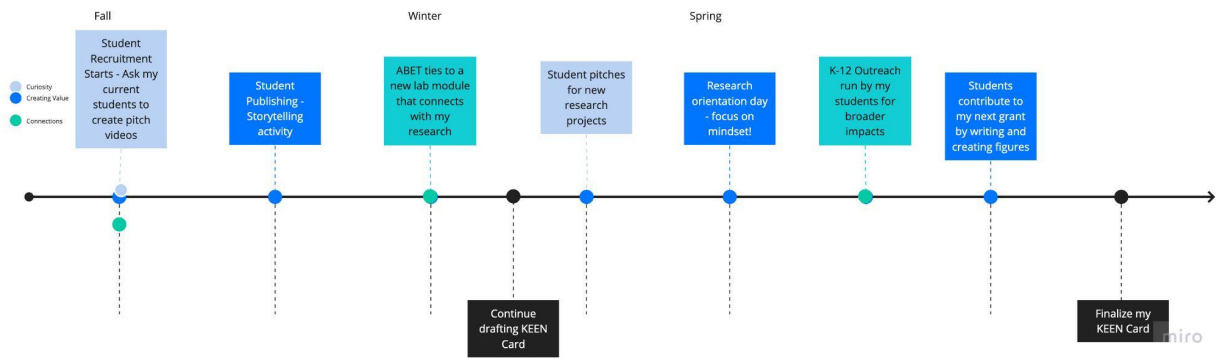 Fall
Winter
Spring
Student
Recruitment
Starts - Ask my
current
students to
create pitch
videos
Curiosity
Creating Value
Connections
Student
Publishing -
Storytelling
activity
ABET ties to a
new lab module
that connects
with my
research
Student pitches
for new
research
projects
Research
orientation day
- focus on
mindset!
K-12 Outreach
run by my
students for
broader
impacts
Students
contribute to
my next grant
by writing and
creating figures
Continue
drafting KEEN
Card
Finalize my
KEEN Card
miro